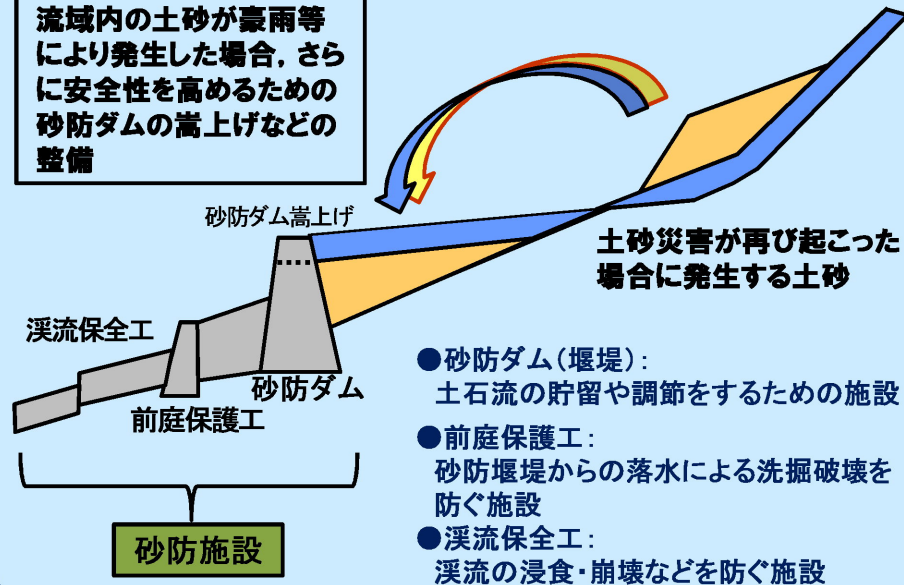 流域内の土砂が豪雨等
により発生した場合，さら
に安全性を高めるための
砂防ダムの嵩上げなどの
整備
砂防ダム嵩上げ
土砂災害が再び起こった
場合に発生する土砂
渓流保全工
砂防ダム
前庭保護工
砂防施設
●砂防ダム（堰堤）：
土石流の貯留や調節をするための施設
●前庭保護工：
砂防堰堤からの落水による洗掘破壊を
防ぐ施設
●渓流保全工：
渓流の浸食・崩壊などを防ぐ施設